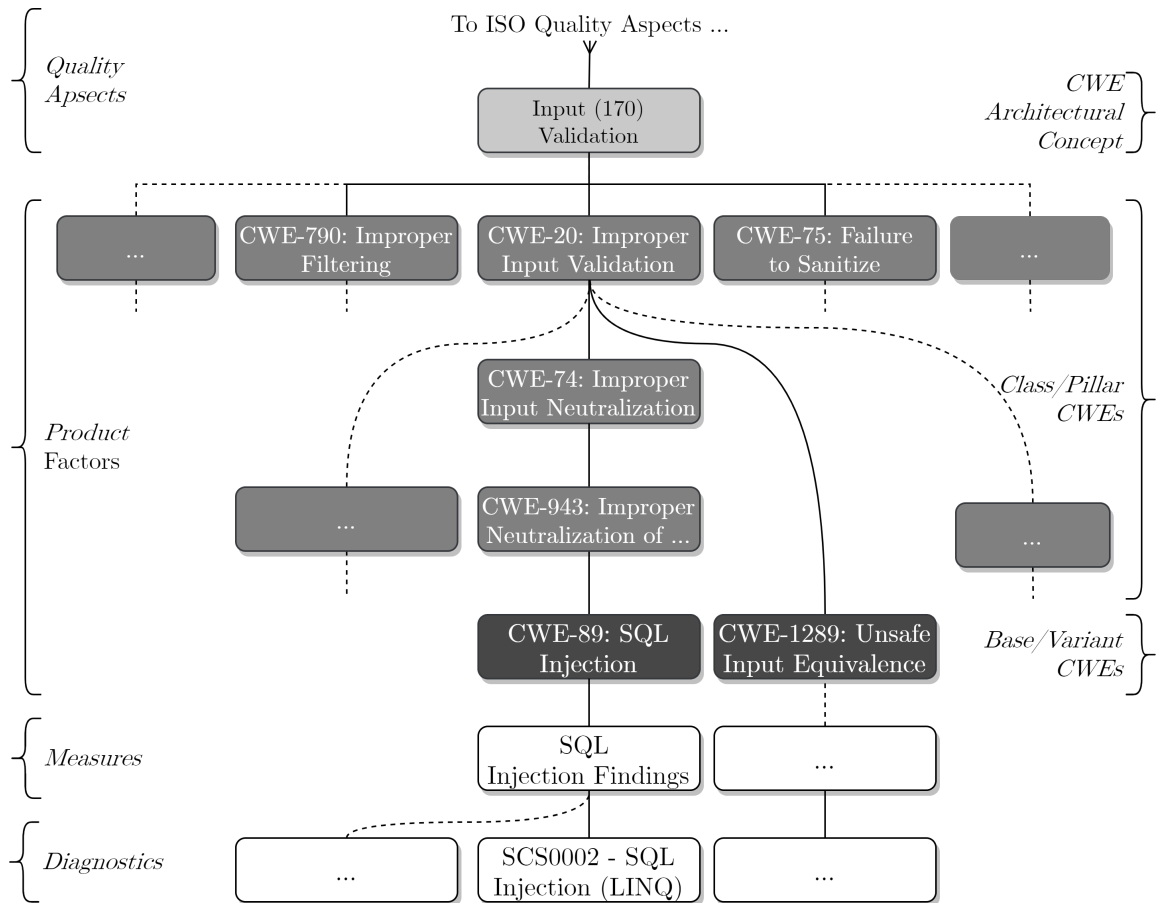 To ISO Quality Aspects ...
Quality
Apsects
CWE
Architectural
Concept
Input (170)
Validation
...
CWE-790: Improper
Filtering
CWE-20: Improper
Input Validation
CWE-75: Failure
to Sanitize
...
CWE-74: Improper
Input Neutralization
Class/Pillar
CWEs
Product
Factors
...
CWE-943: Improper
Neutralization of ...
...
CWE-89: SQL
Injection
CWE-1289: Unsafe
Input Equivalence
Base/Variant
CWEs
Measures
SQL
Injection Findings
...
Diagnostics
...
SCS0002 - SQL
Injection (LINQ)
...